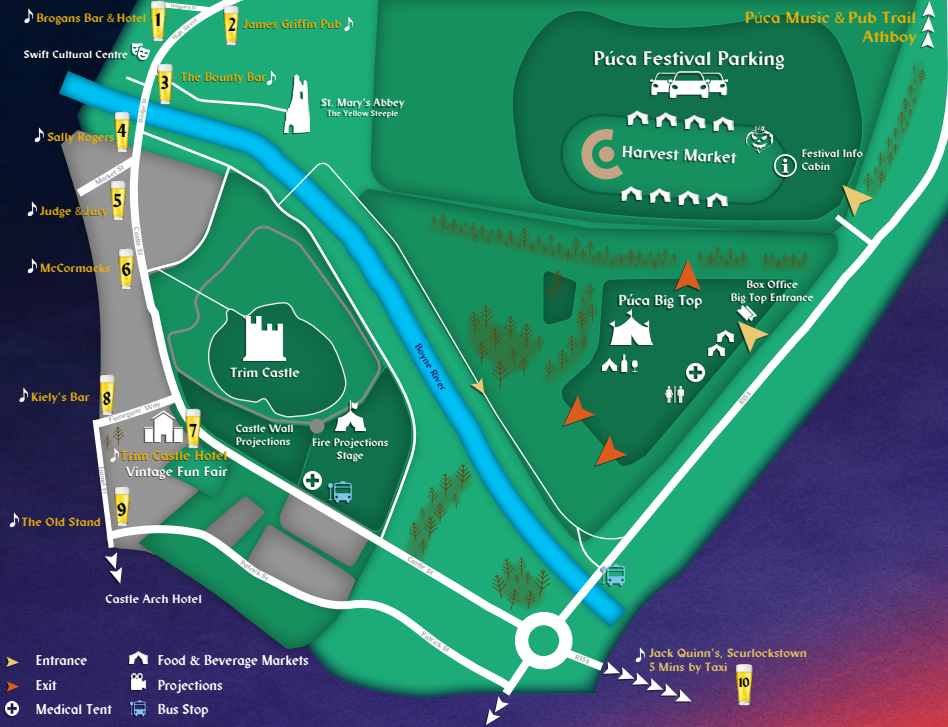 Brogans Bar & Hotel
1
2
James Griffin Pub
High Street
Swift Cultural Centre
3
The Bounty Bar
Bridge St
St. Mary's Abbey
The Yellow Steeple
Sally Rogers
4
Market St
Judge & Jury
5
Castle St
McCormacks
6
Trim Castle
Boyne River
Kiely's Bar
8
Flanagans' Way
7
Trim Castle Hotel
Vintage Fun Fair
Castle Wall
Projections
Fire Projections
Stage
The Old Stand
9
Castle Arch Hotel
Patrick St
Castle St
Patrick St
R154
R154
Púca Music & Pub Trail
Athboy
Púca Festival Parking
Harvest Market
Festival Info
Cabin
Púca Big Top
Box Office
Big Top Entrance
Jack Quinn's, Scurlockstown
5 Mins by Taxi
10
Entrance
Exit
Medical Tent
Food & Beverage Markets
Projections
Bus Stop